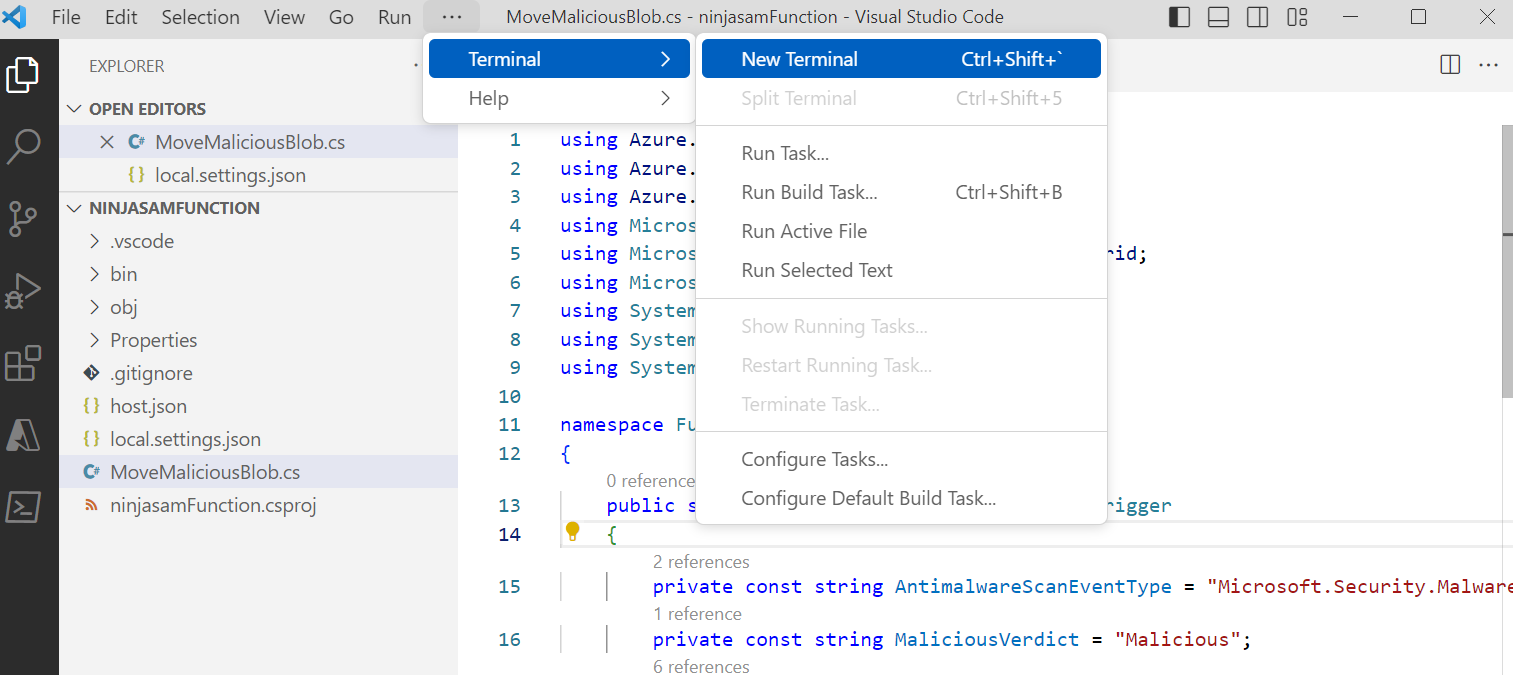 File Edit Selection View Go Run ··· MoveMaliciousBlob.cs - ninjasamFunction - Visual Studio Code
EXPLORER
OPEN EDITORS
C# MoveMaliciousBlob.cs
{} local.settings.json
NINJASAMFUNCTION
.vscode
bin
obj
Properties
.gitignore
{} host.json
{} local.settings.json
C# MoveMaliciousBlob.cs
ninjasamFunction.csproj
Terminal
Help
New Terminal Ctrl+Shift+`
Split Terminal Ctrl+Shift+5
Run Task...
Run Build Task... Ctrl+Shift+B
Run Active File
Run Selected Text
Show Running Tasks...
Restart Running Task...
Terminate Task...
Configure Tasks...
Configure Default Build Task...
1 using Azure.
2 using Azure.
3 using Azure.
4 using Micros
5 using Micros rid;
6 using Micros
7 using System
8 using System
9 using System
10
11 namespace Fu
12 {
0 reference
13 public s rigger
14 {
2 references
15 private const string AntimalwareScanEventType = "Microsoft.Security.Malware
1 reference
16 private const string MaliciousVerdict = "Malicious";
6 references